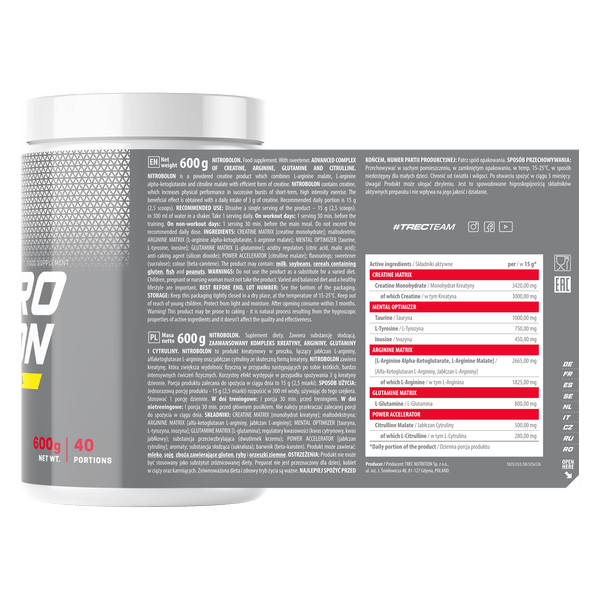 SUPPLEMENT
RO
ON
600g
NET WT.
40
PORTIONS
EN Net weight 600 g NITROBOLON. Food supplement. With sweetener. ADVANCED COMPLEX
OF CREATINE, ARGININE, GLUTAMINE AND CITRULLINE.
NITROBOLON is a powdered creatine product which combines L-arginine malate, L-arginine
alpha-ketoglutarate and citrulline malate with efficient form of creatine. NITROBOLON contains creatine,
which increases physical performance in successive bursts of short-term, high intensity exercise. The
beneficial effect is obtained with a daily intake of 3 g of creatine. Recommended daily portion is 15 g
(2,5 scoops). RECOMMENDED USE: Dissolve a single serving of the product – 15 g (2,5 scoops),
in 300 ml of water in a shaker. Take 1 serving daily. On workout days: 1 serving 30 min. before the
training. On non-workout days: 1 serving 30 min. before the main meal. Do not exceed the
recommended daily dose. INGREDIENTS: CREATINE MATRIX (creatine monohydrate); maltodextrin;
ARGININE MATRIX [L-arginine alpha-ketoglutarate, L-arginine malate]; MENTAL OPTIMIZER [taurine,
L-tyrosine, inositol]; GLUTAMINE MATRIX (L-glutamine); acidity regulators (citric acid, malic acid);
anti-caking agent (silicon dioxide); POWER ACCELERATOR (citrulline malate); flavourings; sweetener
(sucralose); colour (beta-carotene). The product may contain: milk, soybeans, cereals containing
gluten, fish and peanuts. WARNINGS: Do not use the product as a substitute for a varied diet.
Children, pregnant or nursing woman must not take the product. Varied and balanced diet and a healthy
lifestyle are important. BEST BEFORE END, LOT NUMBER: See the bottom of the packaging.
STORAGE: Keep this packaging tightly closed in a dry place, at the temperature of 15-25°C. Keep out
of reach of young children. Protect from light and moisture. After opening consume within 3 months.
Warning! This product may be prone to caking – it is natural process resulting from the hygroscopic
properties of active ingredients and it doesn't affect the product's quality and its function.
PL Masa netto 600 g NITROBOLON. Suplement diety. Zawiera substancję słodzącą.
ZAAWANSOWANY KOMPLEKS KREATYNY, ARGININY, GLUTAMINY
I CYTRULINY. NITROBOLON to kreatynowy produkt w proszku, łączący jabłczan L-argininy,
alfaketoglutaran L-argininy oraz jabłczan cytruliny ze skuteczną formą kreatyny. NITROBOLON zawiera
kreatynę, która zwiększa wydolność fizyczną w przypadku następujących po sobie krótkich, bardzo
intensywnych ćwiczeń fizycznych. Korzystny efekt występuje w przypadku spożywania 3 g kreatyny
dziennie. Porcja produktu zalecana do spożycia w ciągu dnia to 15 g (2,5 miarki). SPOSÓB UŻYCIA:
Jednorazową porcję produktu - 15 g (2,5 miarki) rozpuścić w 300 ml wody, używając do tego szejkera.
Stosować 1 porcję dziennie. W dni treningowe: 1 porcja 30 min. przed treningiem. W dni
nietreningowe: 1 porcja 30 min. przed głównym posiłkiem. Nie należy przekraczać zalecanej porcji
do spożycia w ciągu dnia. SKŁADNIKI: CREATINE MATRIX (monohydrat kreatyny); maltodekstryna;
ARGININE MATRIX [alfa-ketoglutaran L-argininy, jabłczan L-argininy]; MENTAL OPTIMIZER [tauryna,
L-tyrozyna, inozytol]; GLUTAMINE MATRIX (L-glutamina); regulatory kwasowości (kwas cytrynowy, kwas
jabłkowy); substancja przeciwzbrylająca (dwutlenek krzemu); POWER ACCELERATOR (jabłczan
cytruliny); aromaty; substancja słodząca (sukraloza); barwnik (beta-karoten). Produkt może zawierać:
mleko, soję, zboża zawierające gluten, ryby i orzeszki ziemne. OSTRZEŻENIA: Produkt nie może
być stosowany jako substytut zróżnicowanej diety. Preparat nie jest przeznaczony dla dzieci, kobiet
w ciąży oraz karmiących. Zrównoważona dieta i zdrowy tryb życia są ważne. NAJLEPIEJ SPOŻYĆ PRZED
KOŃCEM, NUMER PARTII PRODUKCYJNEJ: Patrz spód opakowania. SPOSÓB PRZECHOWYWANIA:
Przechowywać w suchym pomieszczeniu, w zamkniętym opakowaniu, w temp. 15-25°C, w sposób
niedostępny dla małych dzieci. Chronić od światła i wilgoci. Po otwarciu spożyć w ciągu 3 miesięcy.
Uwaga! Produkt może ulegać zbryleniu. Jest to spowodowane higroskopijnością składników
aktywnych preparatu i nie wpływa na jego jakość i działanie.
#TRECTEAM
Active ingredients / Składniki aktywne per / w 15 g*
CREATINE MATRIX
Creatine Monohydrate / Monohydrat Kreatyny 3420,00 mg
of which Creatine / w tym Kreatyna 3000,00 mg
MENTAL OPTIMIZER
Taurine / Tauryna 1000,00 mg
L-Tyrosine / L-Tyrozyna 750,00 mg
Inosine / Inozyna 450,00 mg
ARGININE MATRIX
[L-Arginine Alpha-Ketoglutarate, L-Arginine Malate] / 2665,00 mg
[Alfa-Ketoglutaran L-Argininy, Jabłczan L-Argininy]
of which L-Arginine / w tym L-Arginina 1825,00 mg
GLUTAMINE MATRIX
L-Glutamine / L-Glutamina 800,00 mg
POWER ACCELERATOR
Citrulline Malate / Jabłczan Cytruliny 500,00 mg
of which L-Citrulline / w tym L-Cytrulina 280,00 mg
*Daily portion of the product / Dzienna porcja produktu
Producer / Producent: TREC NUTRITION Sp. z o.o.,
ul. inż. J. Śmidowicza 48, 81-127 Gdynia, POLAND.
EAC
DE
FR
ES
SE
NL
IT
CZ
RU
RO
OPEN
HERE